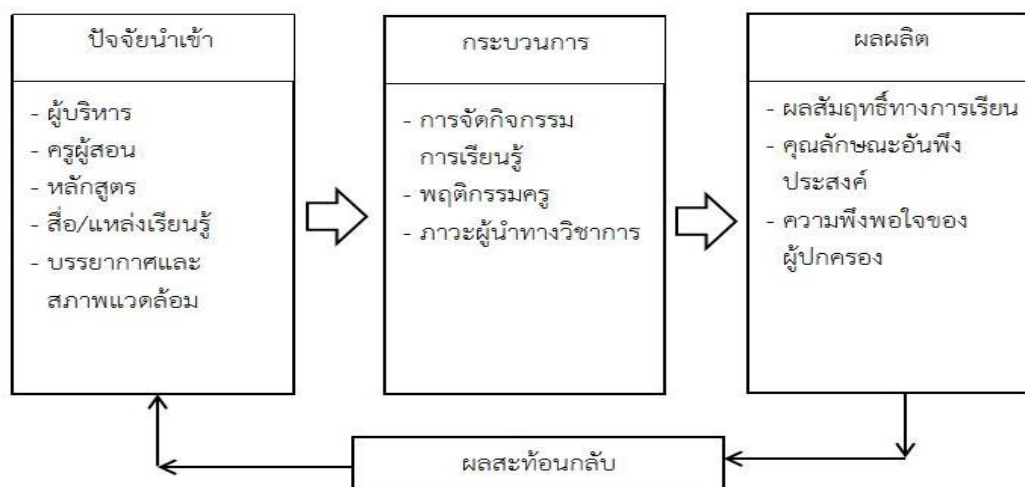 ปัจจัยนำเข้า
- ผู้บริหาร
- ครูผู้สอน
- หลักสูตร
- สื่อ/แหล่งเรียนรู้
- บรรยากาศและ
สภาพแวดล้อม
กระบวนการ
- การจัดกิจกรรม
การเรียนรู้
- พฤติกรรมครู
- ภาวะผู้นำทางวิชาการ
ผลผลิต
- ผลสัมฤทธิ์ทางการเรียน
- คุณลักษณะอันพึง
ประสงค์
- ความพึงพอใจของ
ผู้ปกครอง
ผลสะท้อนกลับ